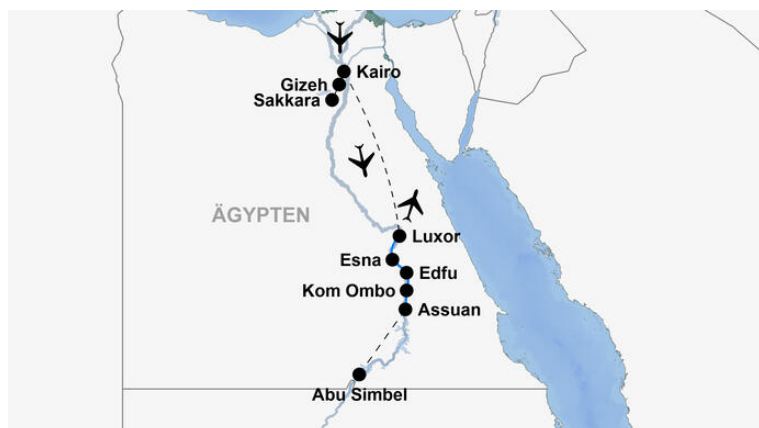 Kairo
Gizeh
Sakkara
ÄGYPTEN
Luxor
Esna
Edfu
Kom Ombo
Assuan
Abu Simbel